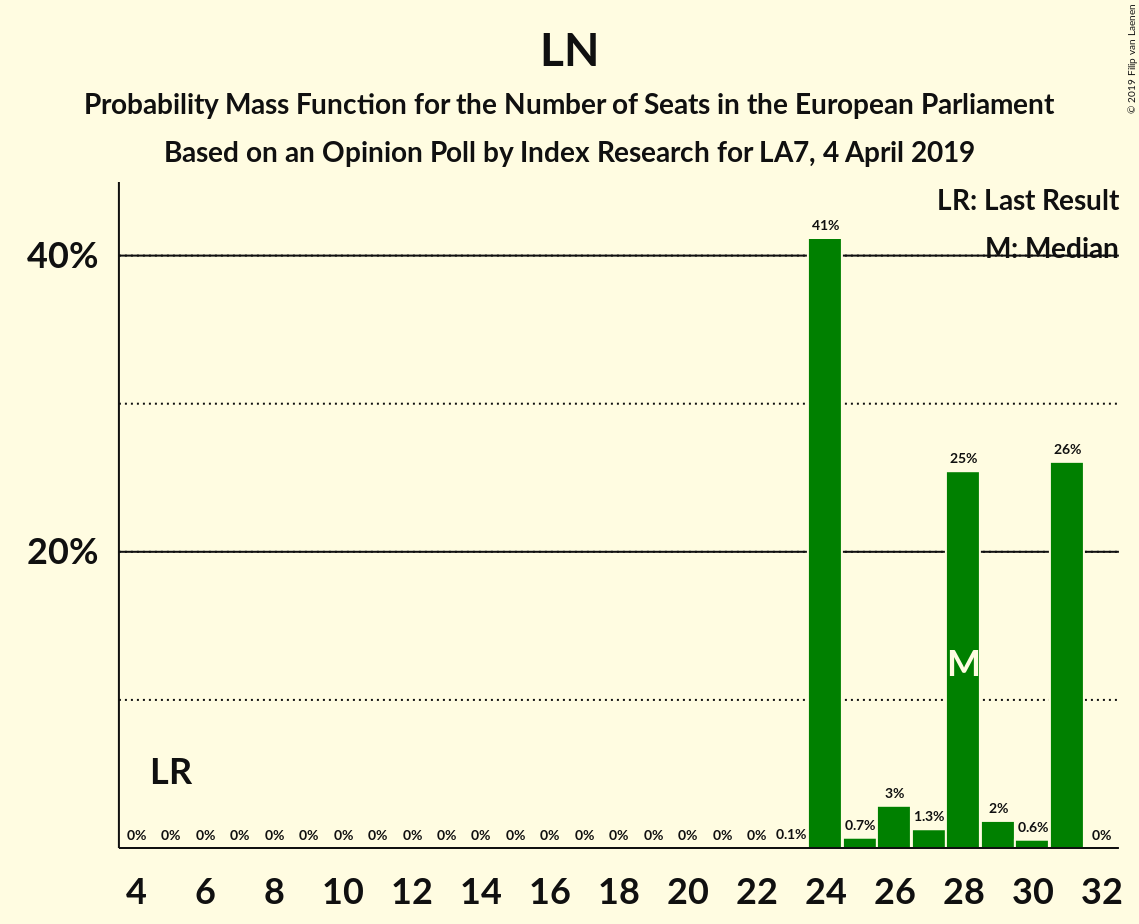 LN
Probability Mass Function for the Number of Seats in the European Parliament
Based on an Opinion Poll by Index Research for LA7, 4 April 2019
© 2019 Filip van Laenen
LR: Last Result
M: Median
40%
20%
41%
25%
26%
M
LR
0% 0% 0% 0% 0% 0% 0% 0% 0% 0% 0% 0% 0% 0% 0% 0% 0% 0% 0% 0.1% 0.7% 3% 1.3% 2% 0.6% 0%
4 6 8 10 12 14 16 18 20 22 24 26 28 30 32